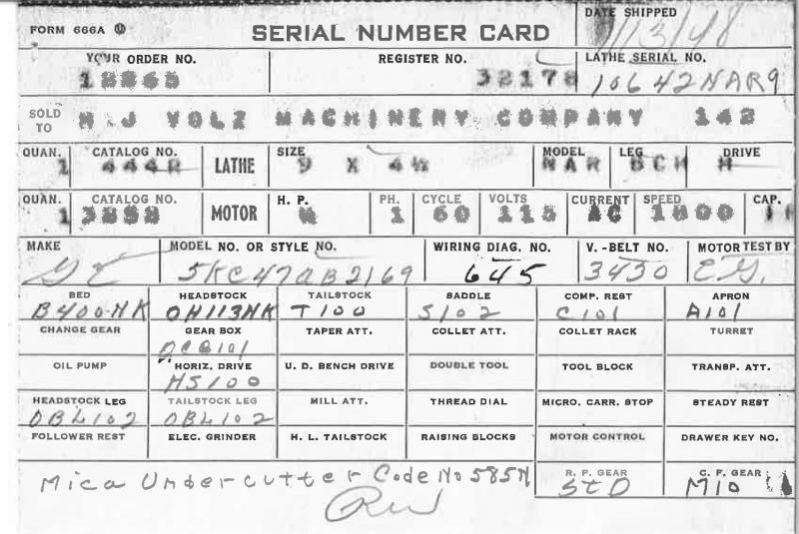 FORM 666A
SERIAL NUMBER CARD
DATE SHIPPED
YOUR ORDER NO.
REGISTER NO. 32178
LATHE SERIAL NO. 10642NAR9
SOLD TO H J VOLZ MACHINERY COMPANY 142
QUAN. 1 CATALOG NO. LATHE SIZE 9 X 4½ MODEL NAR LEG BCH DRIVE H
QUAN. 1 CATALOG NO. MOTOR H. P. PH. 1 CYCLE 60 VOLTS 115 CURRENT AC SPEED 1800 CAP.
MAKE GE MODEL NO. OR STYLE NO. 5KC47AB2169 WIRING DIAG. NO. 645 V.-BELT NO. 3430 MOTOR TEST BY
BED B400NK HEADSTOCK OH113NK TAILSTOCK T100 SADDLE S102 COMP. REST C101 APRON A101
CHANGE GEAR GEAR BOX QCG101 TAPER ATT. COLLET ATT. COLLET RACK TURRET
OIL PUMP HORIZ. DRIVE HS100 U. D. BENCH DRIVE DOUBLE TOOL TOOL BLOCK TRANSP. ATT.
HEADSTOCK LEG OBL102 TAILSTOCK LEG OBL102 MILL ATT. THREAD DIAL MICRO. CARR. STOP STEADY REST
FOLLOWER REST ELEC. GRINDER H. L. TAILSTOCK RAISING BLOCKS MOTOR CONTROL DRAWER KEY NO.
Mica Undercutter Code No 585N R. P. GEAR StD C. F. GEAR M10